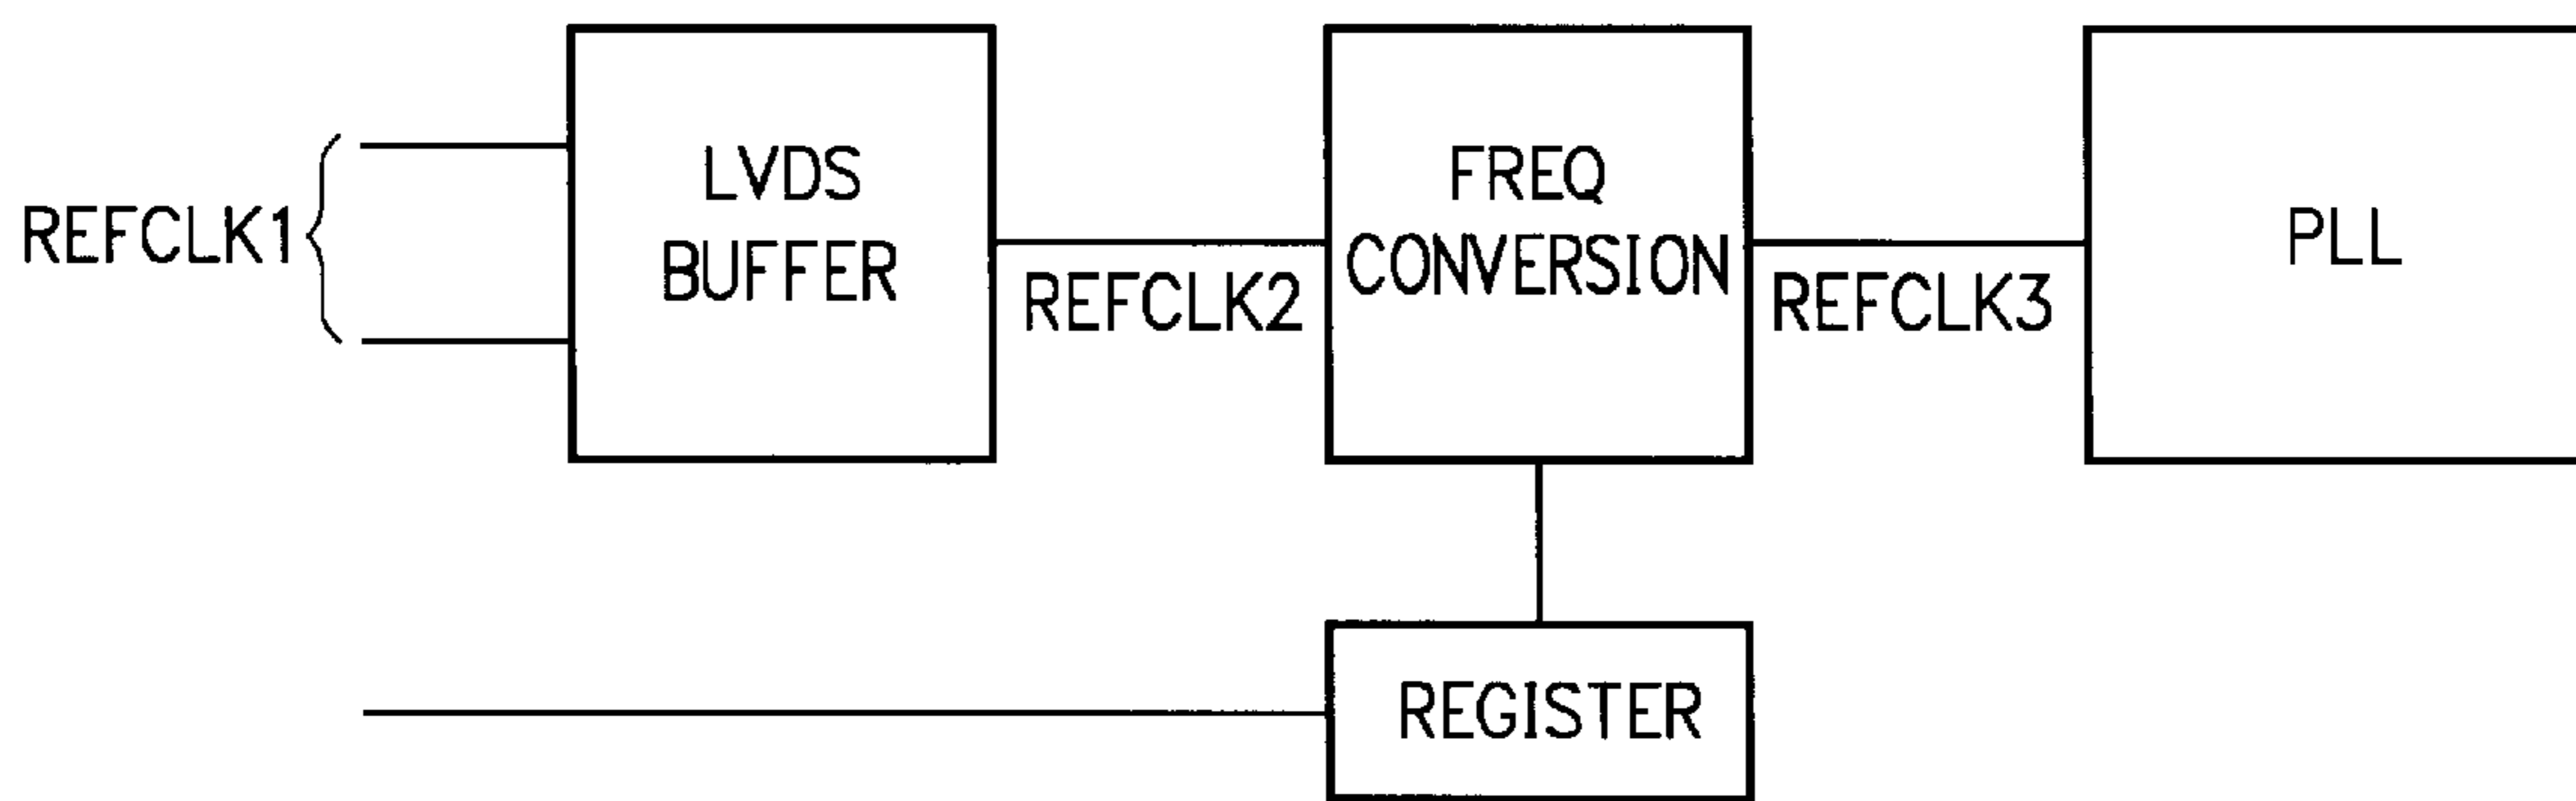 LVDS
BUFFER
FREQ
CONVERSION
PLL
REFCLK1
REFCLK2
REFCLK3
REGISTER